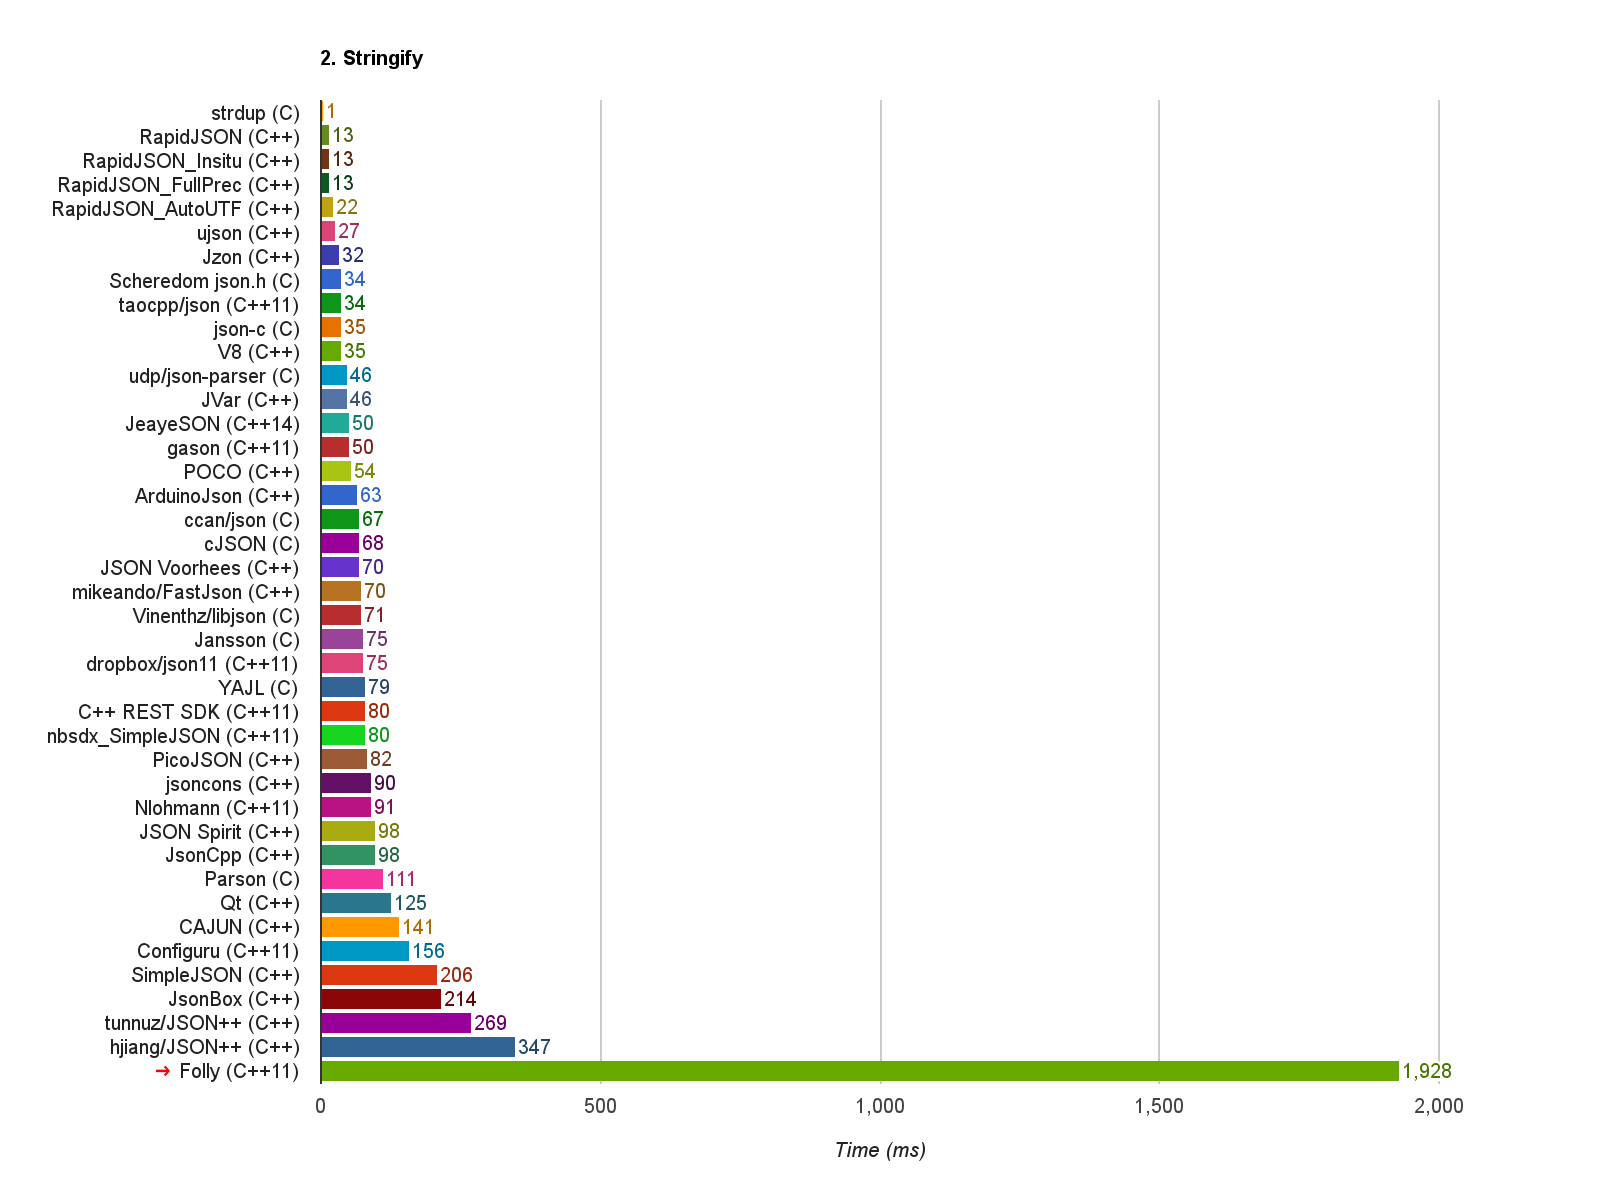 2. Stringify
strdup (C) 1
RapidJSON (C++) 13
RapidJSON_Insitu (C++) 13
RapidJSON_FullPrec (C++) 13
RapidJSON_AutoUTF (C++) 22
ujson (C++) 27
Jzon (C++) 32
Scheredom json.h (C) 34
taocpp/json (C++11) 34
json-c (C) 35
V8 (C++) 35
udp/json-parser (C) 46
JVar (C++) 46
JeayeSON (C++14) 50
gason (C++11) 50
POCO (C++) 54
ArduinoJson (C++) 63
ccan/json (C) 67
cJSON (C) 68
JSON Voorhees (C++) 70
mikeando/FastJson (C++) 70
Vinenthz/libjson (C) 71
Jansson (C) 75
dropbox/json11 (C++11) 75
YAJL (C) 79
C++ REST SDK (C++11) 80
nbsdx_SimpleJSON (C++11) 80
PicoJSON (C++) 82
jsoncons (C++) 90
Nlohmann (C++11) 91
JSON Spirit (C++) 98
JsonCpp (C++) 98
Parson (C) 111
Qt (C++) 125
CAJUN (C++) 141
Configuru (C++11) 156
SimpleJSON (C++) 206
JsonBox (C++) 214
tunnuz/JSON++ (C++) 269
hjiang/JSON++ (C++) 347
→ Folly (C++11) 1,928
0 500 1,000 1,500 2,000
Time (ms)